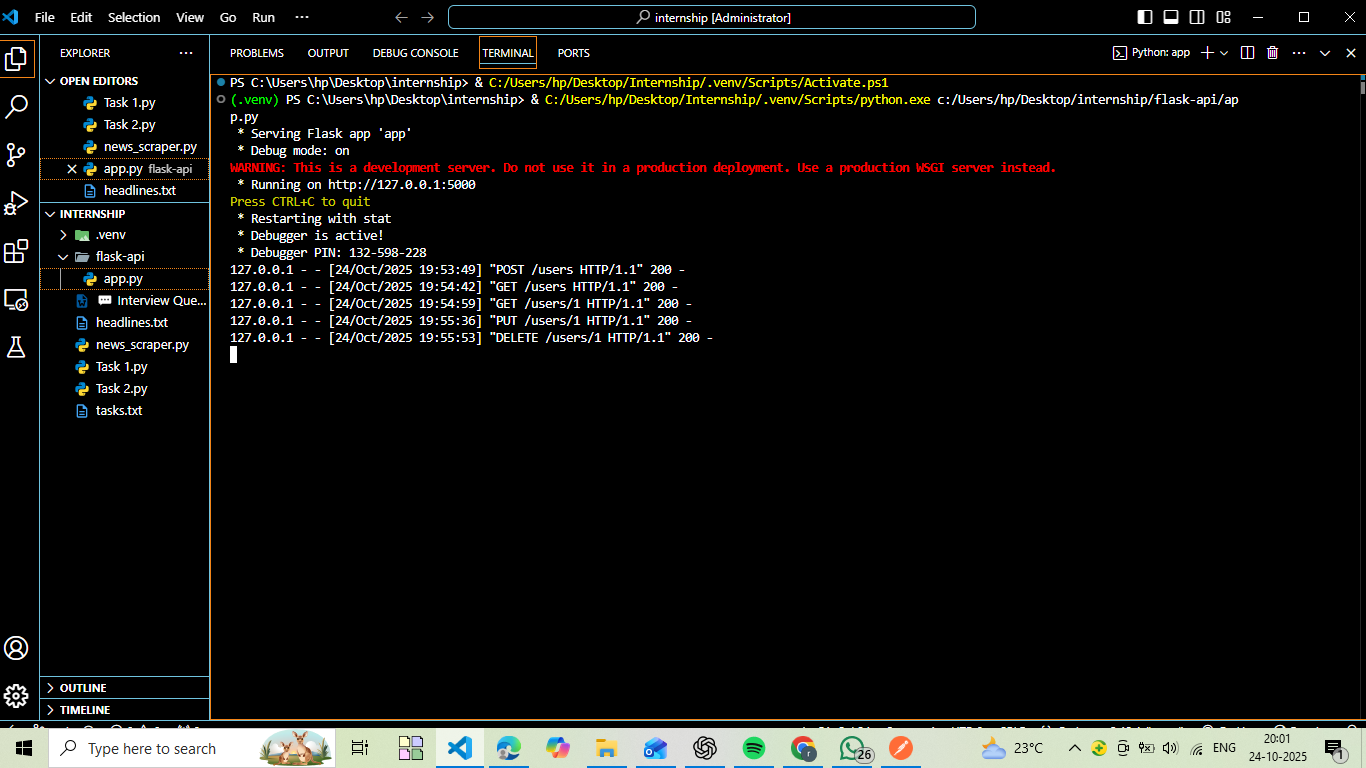 File Edit Selection View Go Run ···
internship [Administrator]
EXPLORER ···
OPEN EDITORS
Task 1.py
Task 2.py
news_scraper.py
app.py flask-api
headlines.txt
INTERNSHIP
.venv
flask-api
app.py
Interview Que...
headlines.txt
news_scraper.py
Task 1.py
Task 2.py
tasks.txt
OUTLINE
TIMELINE
PROBLEMS OUTPUT DEBUG CONSOLE TERMINAL PORTS
Python: app
PS C:\Users\hp\Desktop\internship> & C:/Users/hp/Desktop/Internship/.venv/Scripts/Activate.ps1
(.venv) PS C:\Users\hp\Desktop\internship> & C:/Users/hp/Desktop/Internship/.venv/Scripts/python.exe c:/Users/hp/Desktop/internship/flask-api/ap
p.py
* Serving Flask app 'app'
* Debug mode: on
WARNING: This is a development server. Do not use it in a production deployment. Use a production WSGI server instead.
* Running on http://127.0.0.1:5000
Press CTRL+C to quit
* Restarting with stat
* Debugger is active!
* Debugger PIN: 132-598-228
127.0.0.1 - - [24/Oct/2025 19:53:49] "POST /users HTTP/1.1" 200 -
127.0.0.1 - - [24/Oct/2025 19:54:42] "GET /users HTTP/1.1" 200 -
127.0.0.1 - - [24/Oct/2025 19:54:59] "GET /users/1 HTTP/1.1" 200 -
127.0.0.1 - - [24/Oct/2025 19:55:36] "PUT /users/1 HTTP/1.1" 200 -
127.0.0.1 - - [24/Oct/2025 19:55:53] "DELETE /users/1 HTTP/1.1" 200 -
Type here to search
26
23°C
ENG
20:01
24-10-2025
1